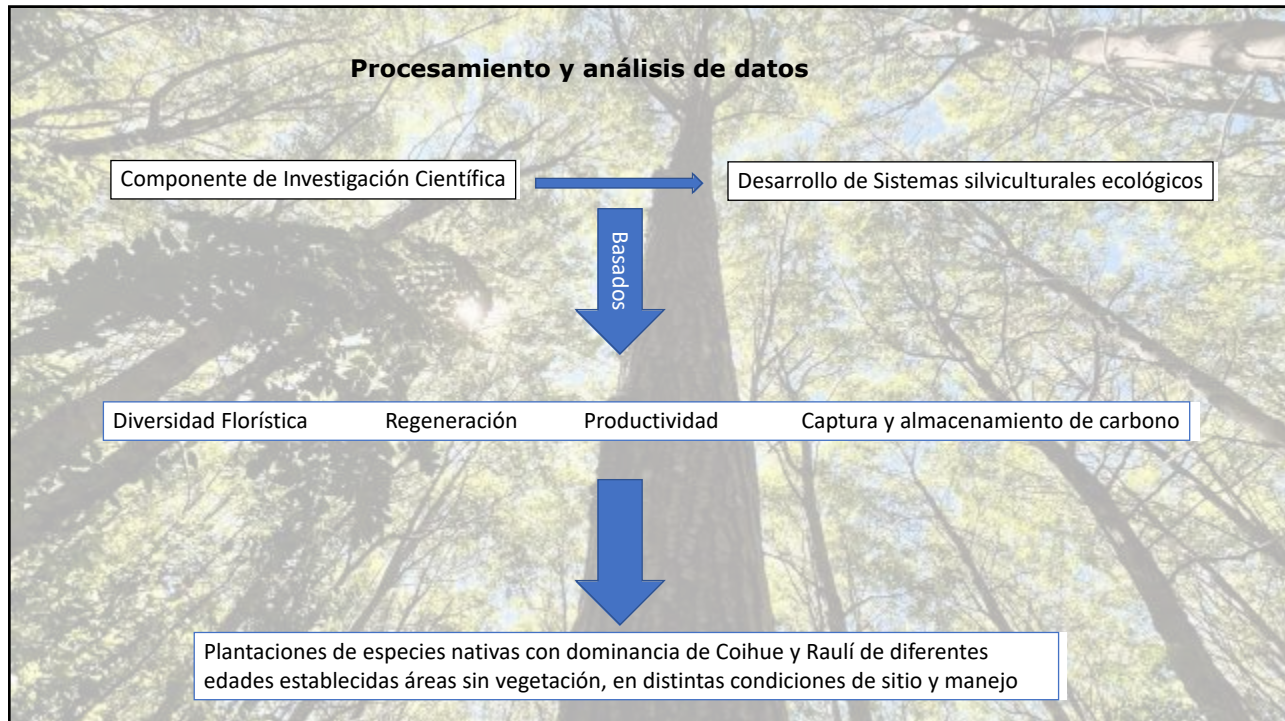 Procesamiento y análisis de datos
Componente de Investigación Científica
Desarrollo de Sistemas silviculturales ecológicos
Basados
Diversidad Florística Regeneración Productividad Captura y almacenamiento de carbono
Plantaciones de especies nativas con dominancia de Coihue y Raulí de diferentes
edades establecidas áreas sin vegetación, en distintas condiciones de sitio y manejo